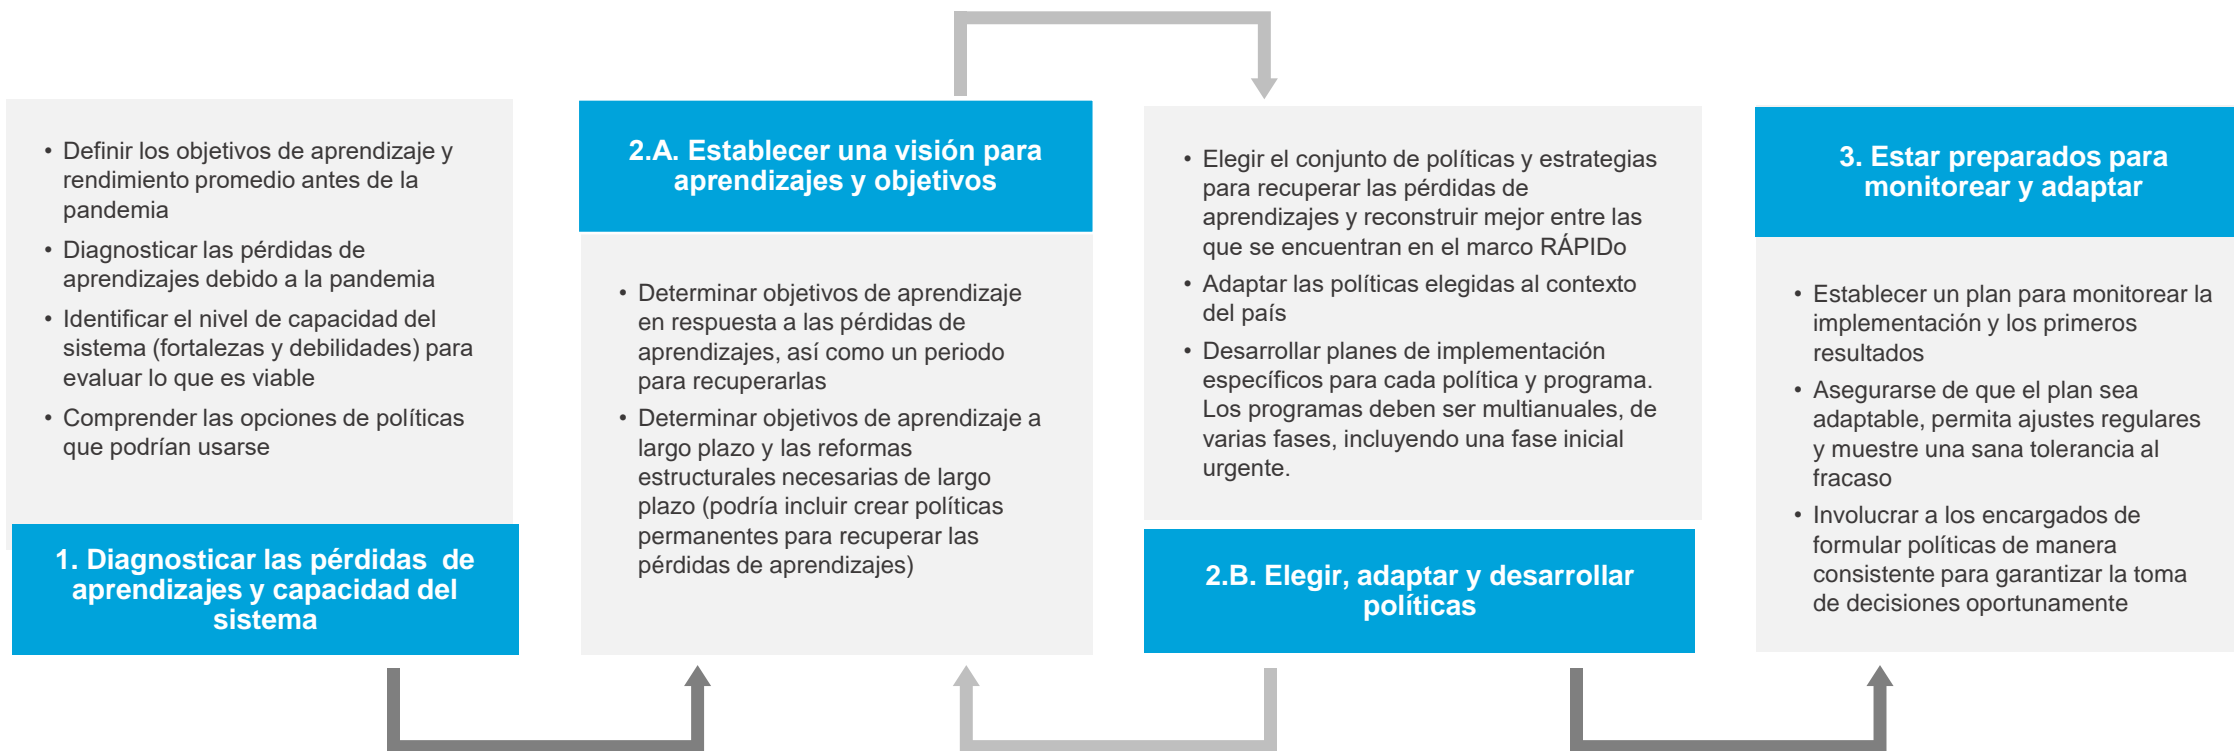 • Definir los objetivos de aprendizaje y
rendimiento promedio antes de la
pandemia
• Diagnosticar las pérdidas de
aprendizajes debido a la pandemia
• Identificar el nivel de capacidad del
sistema (fortalezas y debilidades) para
evaluar lo que es viable
• Comprender las opciones de políticas
que podrían usarse
1. Diagnosticar las pérdidas de
aprendizajes y capacidad del
sistema
2.A. Establecer una visión para
aprendizajes y objetivos
• Determinar objetivos de aprendizaje
en respuesta a las pérdidas de
aprendizajes, así como un periodo
para recuperarlas
• Determinar objetivos de aprendizaje a
largo plazo y las reformas
estructurales necesarias de largo
plazo (podría incluir crear políticas
permanentes para recuperar las
pérdidas de aprendizajes)
• Elegir el conjunto de políticas y estrategias
para recuperar las pérdidas de
aprendizajes y reconstruir mejor entre las
que se encuentran en el marco RÁPIDo
• Adaptar las políticas elegidas al contexto
del país
• Desarrollar planes de implementación
específicos para cada política y programa.
Los programas deben ser multianuales, de
varias fases, incluyendo una fase inicial
urgente.
2.B. Elegir, adaptar y desarrollar
políticas
3. Estar preparados para
monitorear y adaptar
• Establecer un plan para monitorear la
implementación y los primeros
resultados
• Asegurarse de que el plan sea
adaptable, permita ajustes regulares
y muestre una sana tolerancia al
fracaso
• Involucrar a los encargados de
formular políticas de manera
consistente para garantizar la toma
de decisiones oportunamente